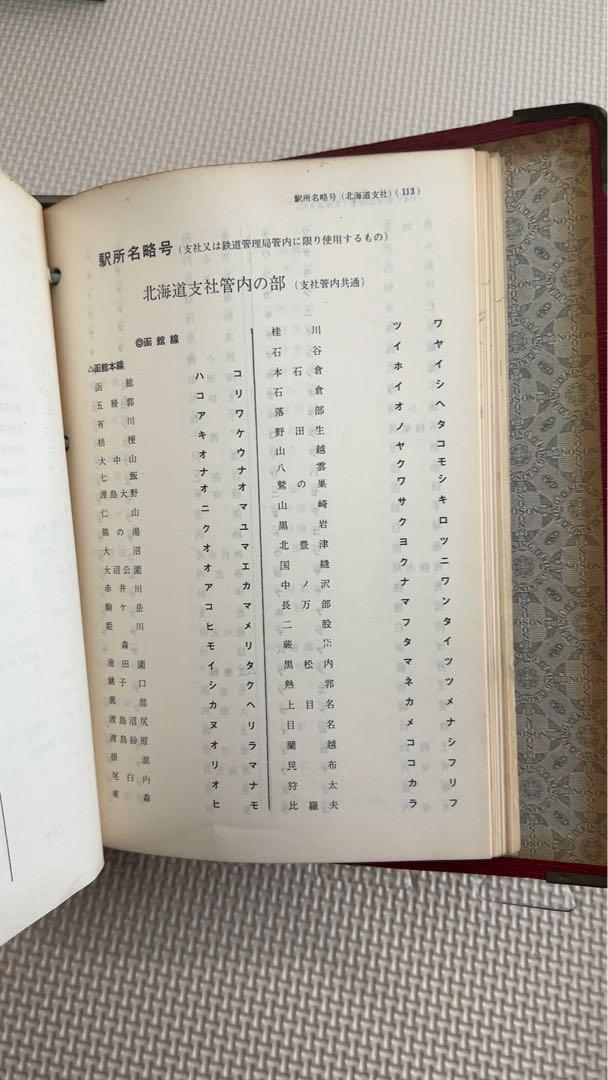 駅所名略号 (北海道支社) ( 113 )
駅所名略号 (支社又は鉄道管理局管内に限り使用するもの)
北海道支社管内の部 (支社管内共通)
◎函館線
△函館本線
函館 ハコ
五稜郭 コリ
有川 アワ
桔梗 キケ
大中山 オウ
七飯 ナナ
渡島大野 オオ
仁山 ニマ
熊の湯 クユ
大沼 オマ
大沼公園 オエ
赤井川 アカ
駒ヶ岳 コマ
姫川 ヒメ
森 モリ
池田園 イタ
銚子口 シク
鹿部 カヘ
渡島沼尻 ヌリ
渡島砂原 オラ
掛澗 リマ
尾白内 オナ
東森 ヒモ
桂川 ツワ
石谷 イヤ
本石倉 ホイ
石倉 イシ
落部 オヘ
野田生 ノタ
山越 ヤコ
八雲 クモ
鷲の巣 ワシ
山崎 サキ
黒岩 クロ
北豊津 ヨツ
国縫 クニ
中ノ沢 ナワ
長万部 マン
二股 フタ
蕨岱 タイ
黒松内 マツ
熱郛 ネツ
上目名 カメ
目名 メナ
蘭越 コシ
昆布 コフ
狩太 カリ
比羅夫 ラフ